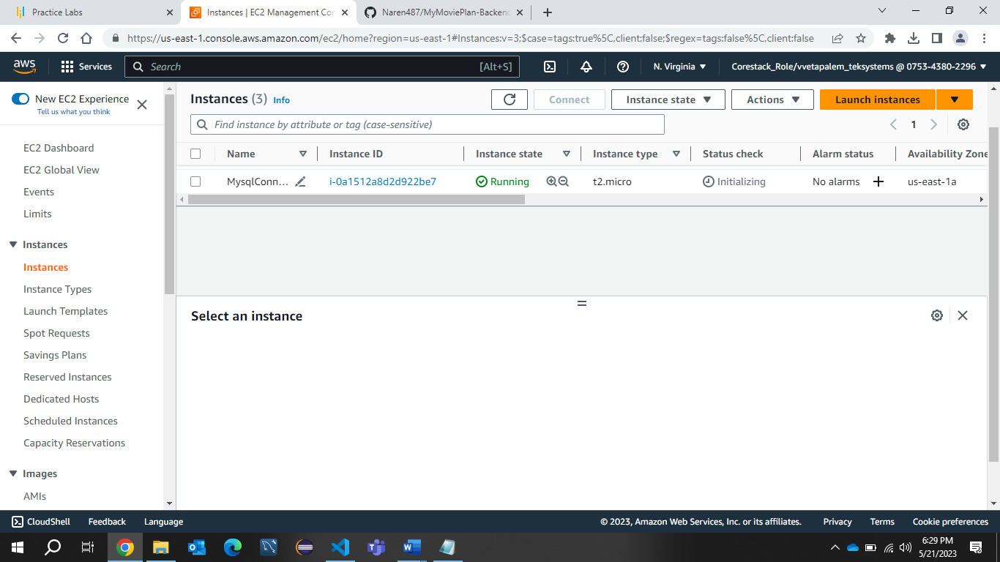 Practice Labs
Instances | EC2 Management Con
Naren487/MyMoviePlan-Backend
https://us-east-1.console.aws.amazon.com/ec2/home?region=us-east-1#Instances:v=3;$case=tags:true%5C,client:false;$regex=tags:false%5C,client:false
aws
Services
Search
[Alt+S]
N. Virginia
Corestack_Role/vvetapalem_teksystems @ 0753-4380-2296
New EC2 Experience
Tell us what you think
EC2 Dashboard
EC2 Global View
Events
Limits
Instances
Instances
Instance Types
Launch Templates
Spot Requests
Savings Plans
Reserved Instances
Dedicated Hosts
Scheduled Instances
Capacity Reservations
Images
AMIs
Instances (3) Info
Connect
Instance state
Actions
Launch instances
Find instance by attribute or tag (case-sensitive)
1
Name Instance ID Instance state Instance type Status check Alarm status Availability Zone
MysqlConn... i-0a1512a8d2d922be7 Running t2.micro Initializing No alarms us-east-1a
Select an instance
CloudShell Feedback Language
© 2023, Amazon Web Services, Inc. or its affiliates. Privacy Terms Cookie preferences
6:29 PM
5/21/2023